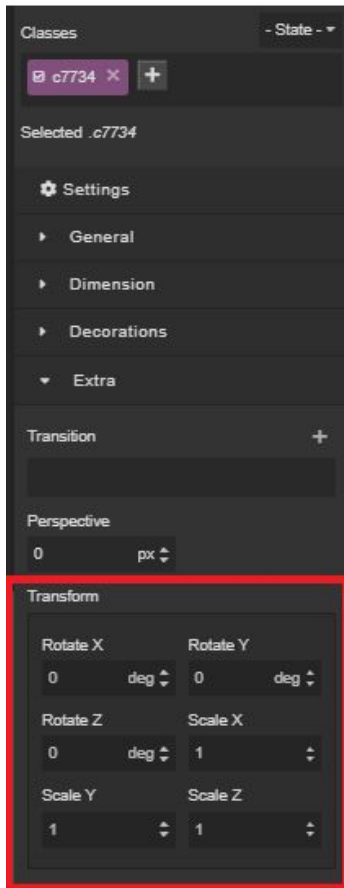 Classes - State -
c7734
Selected .c7734
Settings
General
Dimension
Decorations
Extra
Transition
Perspective
0 px
Transform
Rotate X Rotate Y
0 deg 0 deg
Rotate Z Scale X
0 deg 1
Scale Y Scale Z
1 1